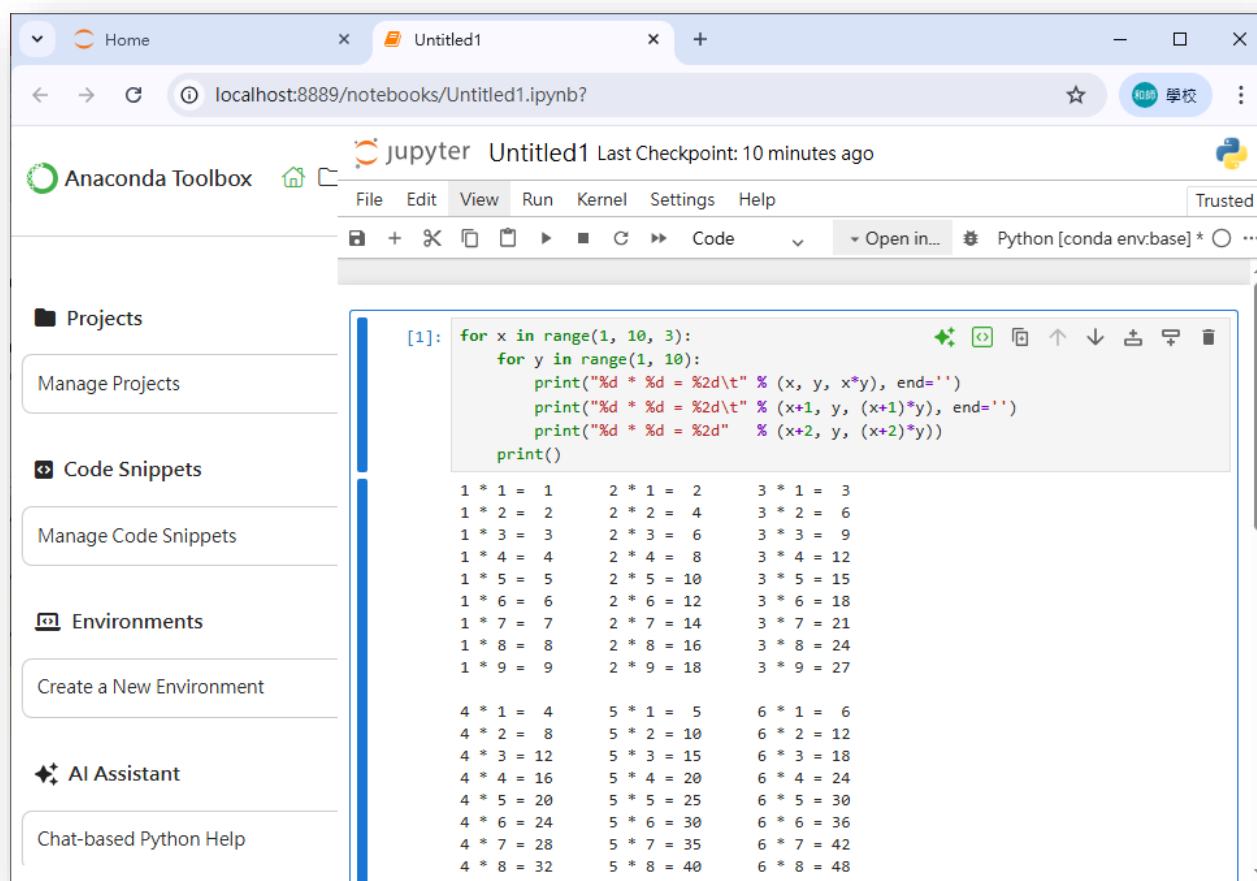 Home
Untitled1
localhost:8889/notebooks/Untitled1.ipynb?
和師 學校
Anaconda Toolbox
Projects
Manage Projects
Code Snippets
Manage Code Snippets
Environments
Create a New Environment
AI Assistant
Chat-based Python Help
jupyter Untitled1 Last Checkpoint: 10 minutes ago
File Edit View Run Kernel Settings Help
Trusted
Code Open in... Python [conda env:base] *
[1]: for x in range(1, 10, 3):
    for y in range(1, 10):
        print("%d * %d = %2d\t" % (x, y, x*y), end='')
        print("%d * %d = %2d\t" % (x+1, y, (x+1)*y), end='')
        print("%d * %d = %2d"   % (x+2, y, (x+2)*y))
    print()
1 * 1 =  1      2 * 1 =  2      3 * 1 =  3
1 * 2 =  2      2 * 2 =  4      3 * 2 =  6
1 * 3 =  3      2 * 3 =  6      3 * 3 =  9
1 * 4 =  4      2 * 4 =  8      3 * 4 = 12
1 * 5 =  5      2 * 5 = 10      3 * 5 = 15
1 * 6 =  6      2 * 6 = 12      3 * 6 = 18
1 * 7 =  7      2 * 7 = 14      3 * 7 = 21
1 * 8 =  8      2 * 8 = 16      3 * 8 = 24
1 * 9 =  9      2 * 9 = 18      3 * 9 = 27
4 * 1 =  4      5 * 1 =  5      6 * 1 =  6
4 * 2 =  8      5 * 2 = 10      6 * 2 = 12
4 * 3 = 12      5 * 3 = 15      6 * 3 = 18
4 * 4 = 16      5 * 4 = 20      6 * 4 = 24
4 * 5 = 20      5 * 5 = 25      6 * 5 = 30
4 * 6 = 24      5 * 6 = 30      6 * 6 = 36
4 * 7 = 28      5 * 7 = 35      6 * 7 = 42
4 * 8 = 32      5 * 8 = 40      6 * 8 = 48